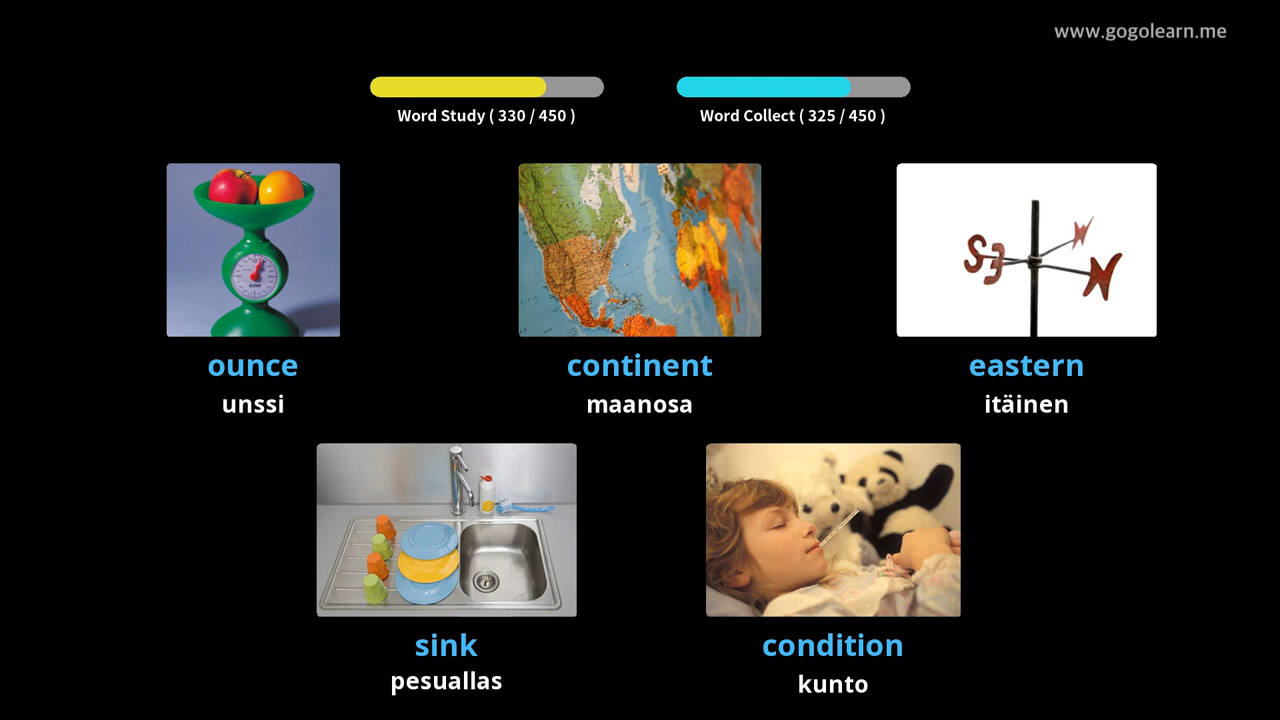 www.gogolearn.me
Word Study ( 330 / 450 )
Word Collect ( 325 / 450 )
ounce
unssi
continent
maanosa
S E N W
eastern
itäinen
sink
pesuallas
condition
kunto